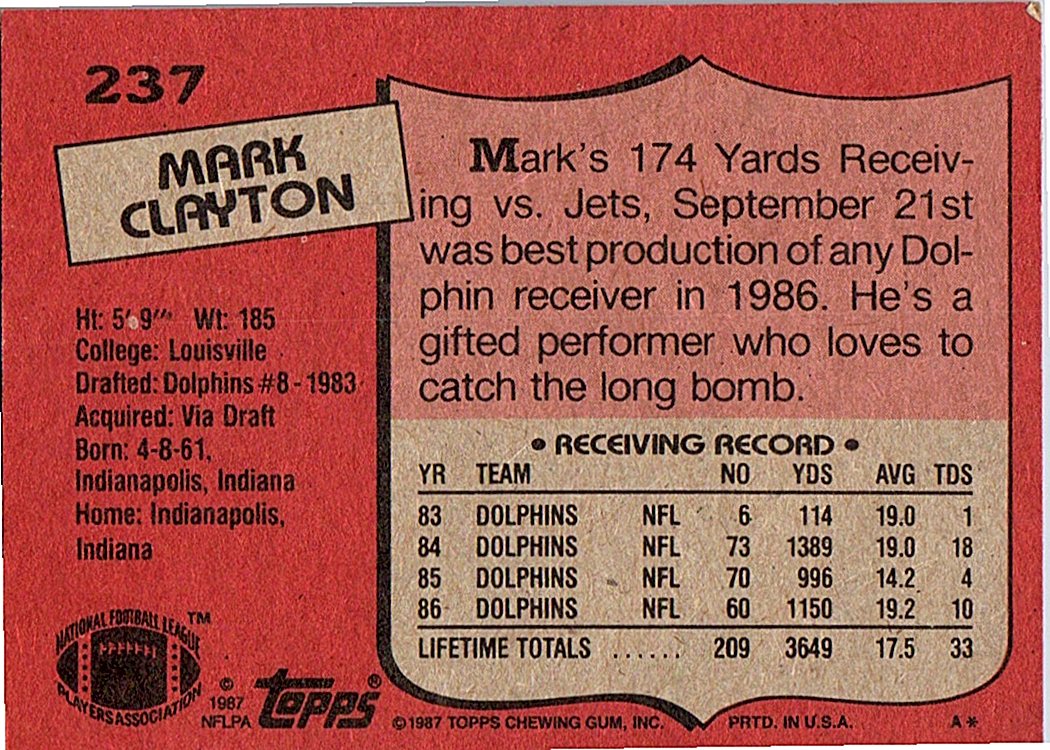 237
MARK
CLAYTON
Ht: 5'9" Wt: 185
College: Louisville
Drafted: Dolphins #8 - 1983
Acquired: Via Draft
Born: 4-8-61,
Indianapolis, Indiana
Home: Indianapolis,
Indiana
NATIONAL FOOTBALL LEAGUE ™
PLAYERS ASSOCIATION
©
1987
NFLPA
topps ®
Mark's 174 Yards Receiv-
ing vs. Jets, September 21st
was best production of any Dol-
phin receiver in 1986. He's a
gifted performer who loves to
catch the long bomb.
• RECEIVING RECORD •
YR TEAM NO YDS AVG TDS
83 DOLPHINS NFL 6 114 19.0 1
84 DOLPHINS NFL 73 1389 19.0 18
85 DOLPHINS NFL 70 996 14.2 4
86 DOLPHINS NFL 60 1150 19.2 10
LIFETIME TOTALS ...... 209 3649 17.5 33
©1987 TOPPS CHEWING GUM, INC. PRTD. IN U.S.A. A*